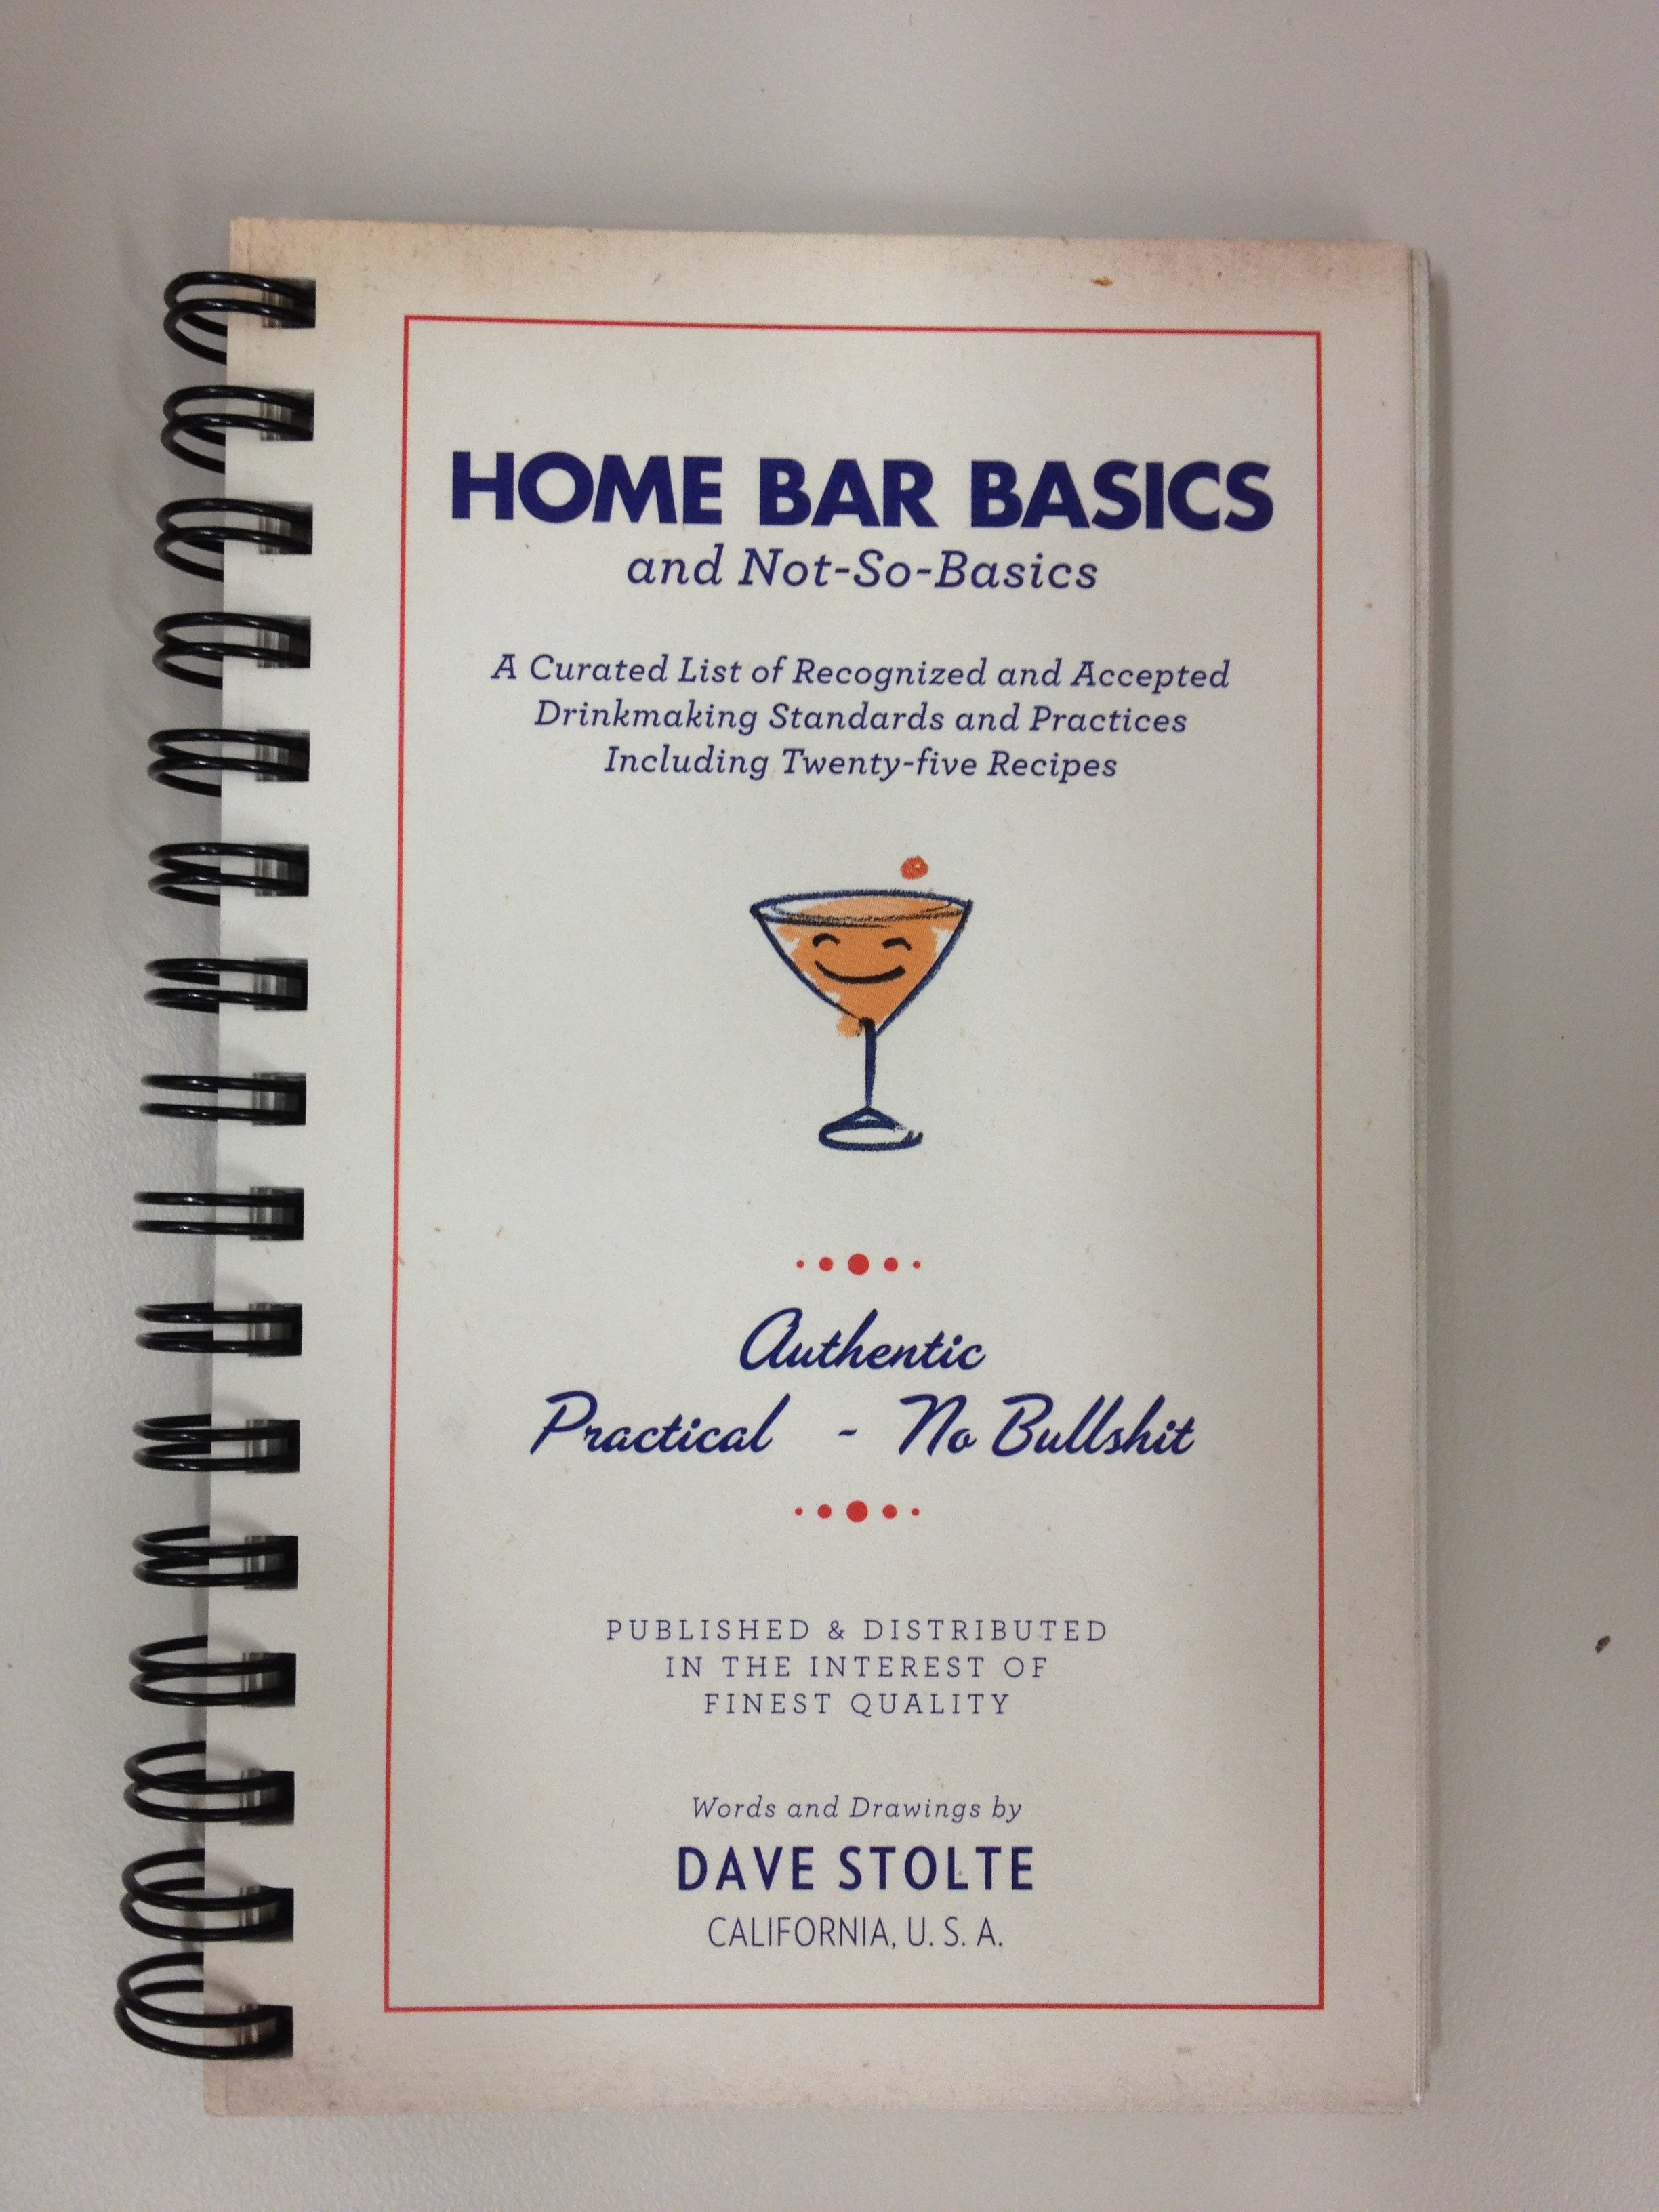 HOME BAR BASICS
and Not-So-Basics
A Curated List of Recognized and Accepted
Drinkmaking Standards and Practices
Including Twenty-five Recipes
Authentic
Practical - No Bullshit
PUBLISHED & DISTRIBUTED
IN THE INTEREST OF
FINEST QUALITY
Words and Drawings by
DAVE STOLTE
CALIFORNIA, U. S. A.